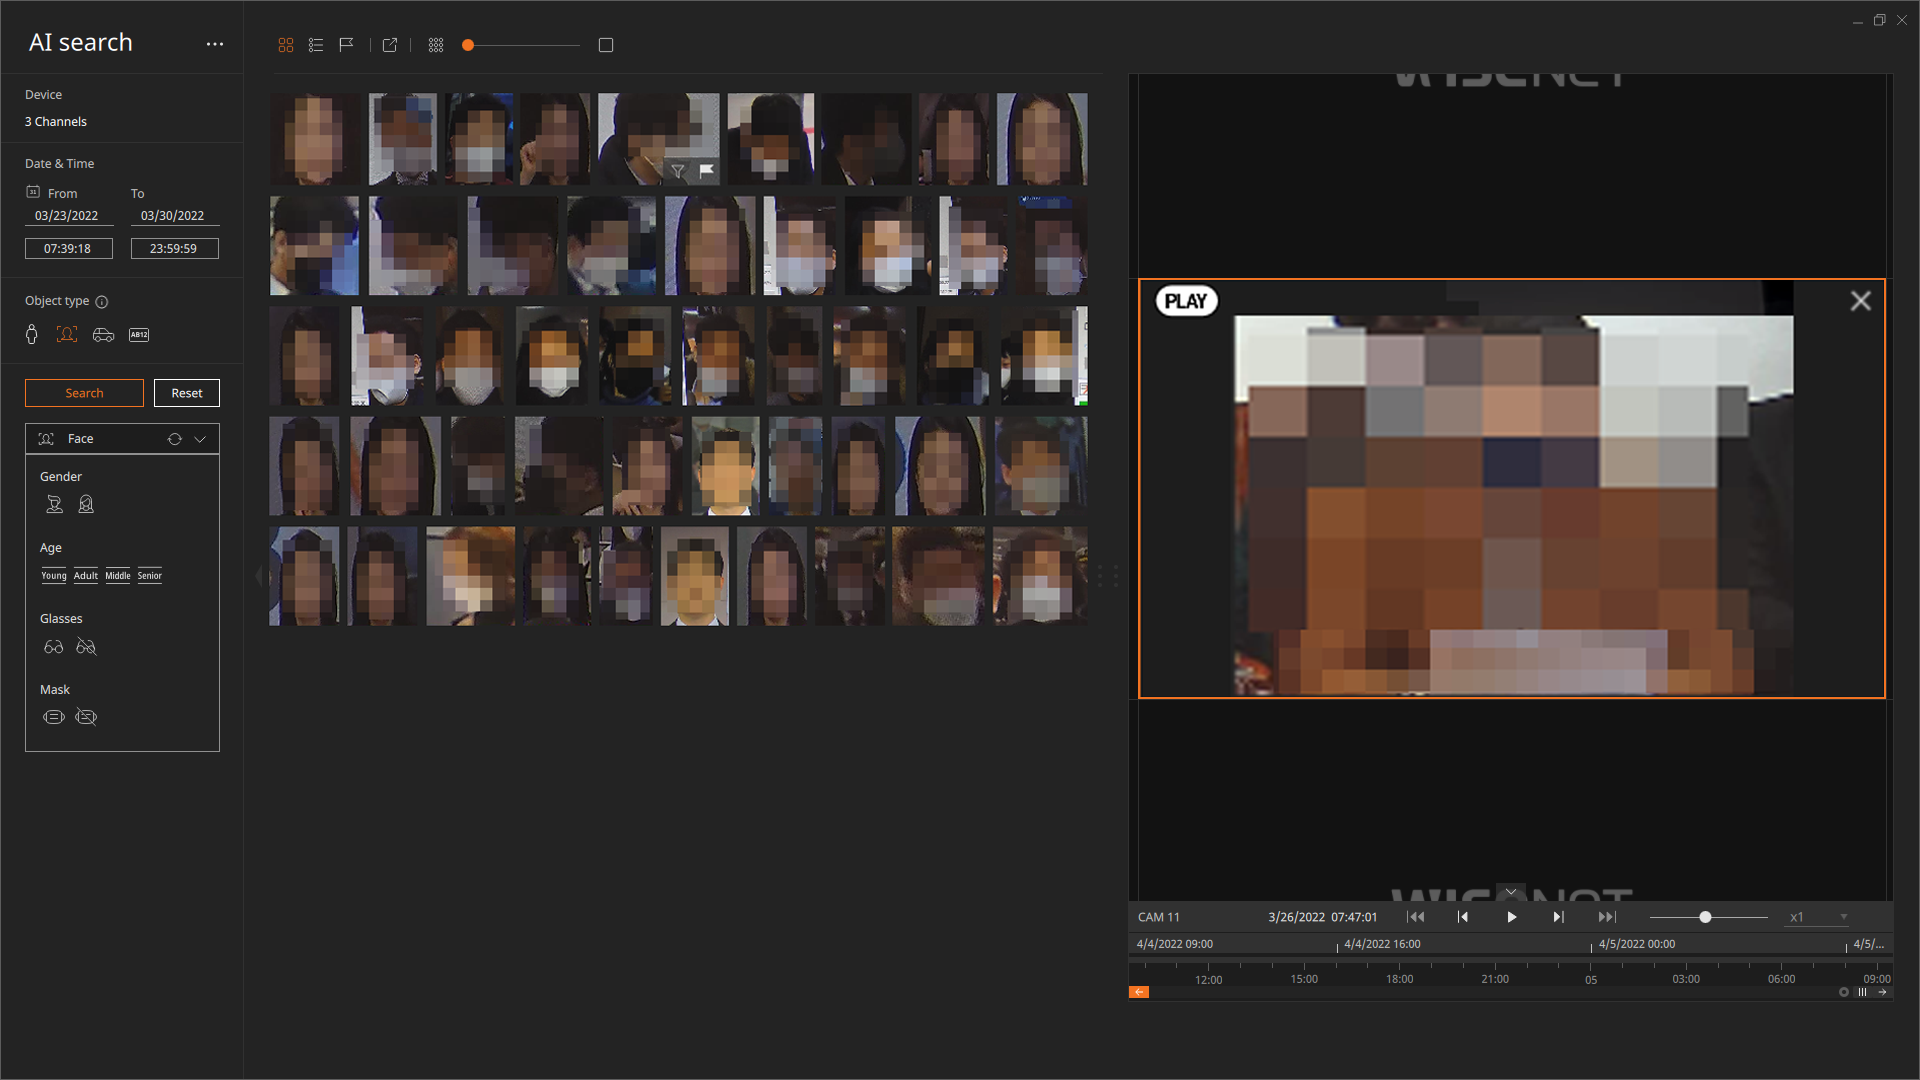 AI search
Device
3 Channels
Date & Time
31 From To
03/23/2022 03/30/2022
07:39:18 23:59:59
Object type
AB12
Search Reset
Face
Gender
Age
Young Adult Middle Senior
Glasses
Mask
WISENET
PLAY
WISENET
CAM 11 3/26/2022 07:47:01 x1
4/4/2022 09:00 4/4/2022 16:00 4/5/2022 00:00 4/5/...
12:00 15:00 18:00 21:00 05 03:00 06:00 09:00